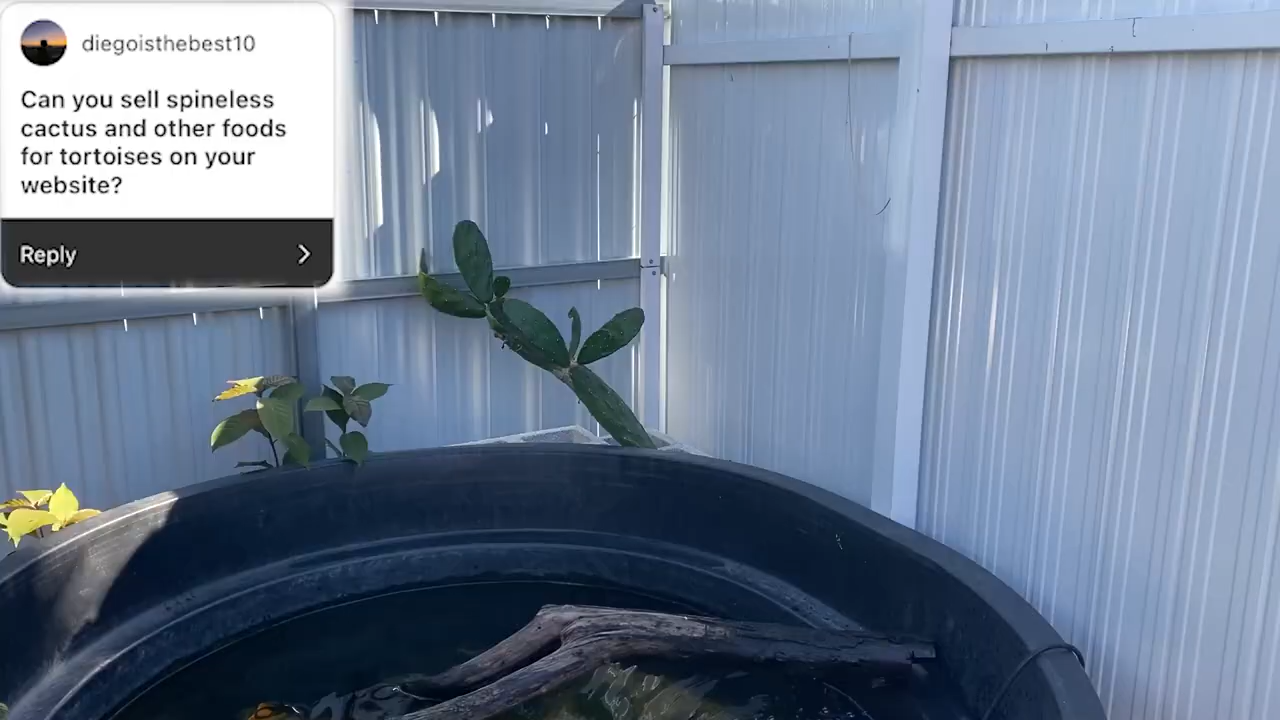 diegoisthebest10
Can you sell spineless
cactus and other foods
for tortoises on your
website?
Reply